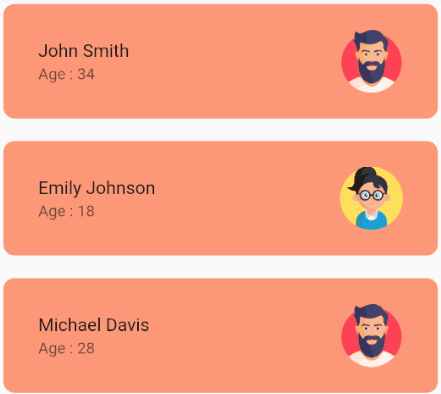 John Smith
Age : 34
Emily Johnson
Age : 18
Michael Davis
Age : 28